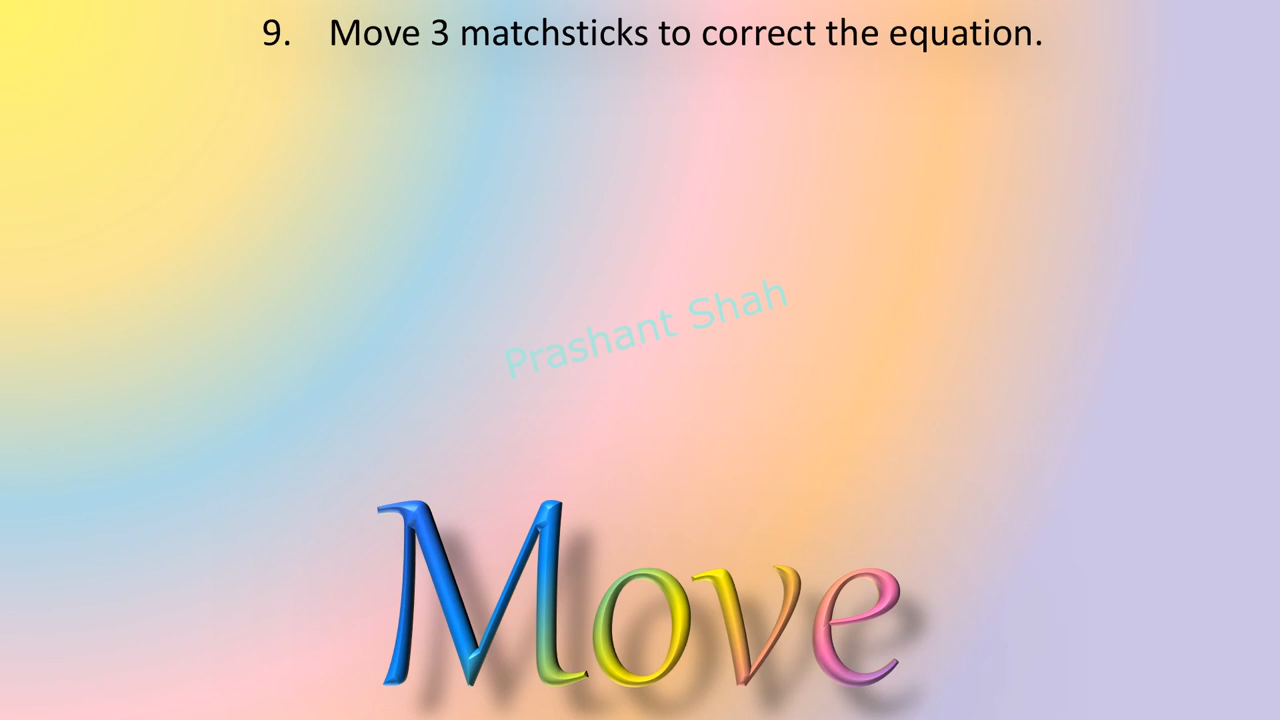 9. Move 3 matchsticks to correct the equation.
Prashant Shah
Move